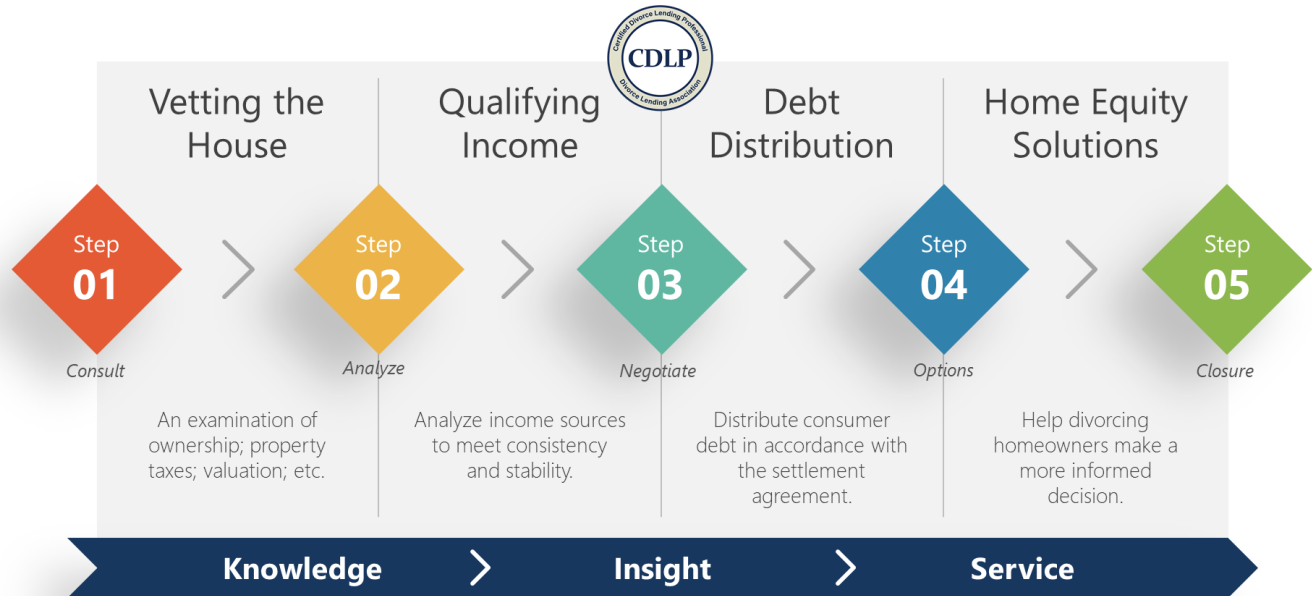 Certified Divorce Lending Professional
CDLP
Divorce Lending Association
Vetting the
House
Qualifying
Income
Debt
Distribution
Home Equity
Solutions
Step
01
Step
02
Step
03
Step
04
Step
05
Consult
Analyze
Negotiate
Options
Closure
An examination of
ownership; property
taxes; valuation; etc.
Analyze income sources
to meet consistency
and stability.
Distribute consumer
debt in accordance with
the settlement
agreement.
Help divorcing
homeowners make a
more informed
decision.
Knowledge
Insight
Service